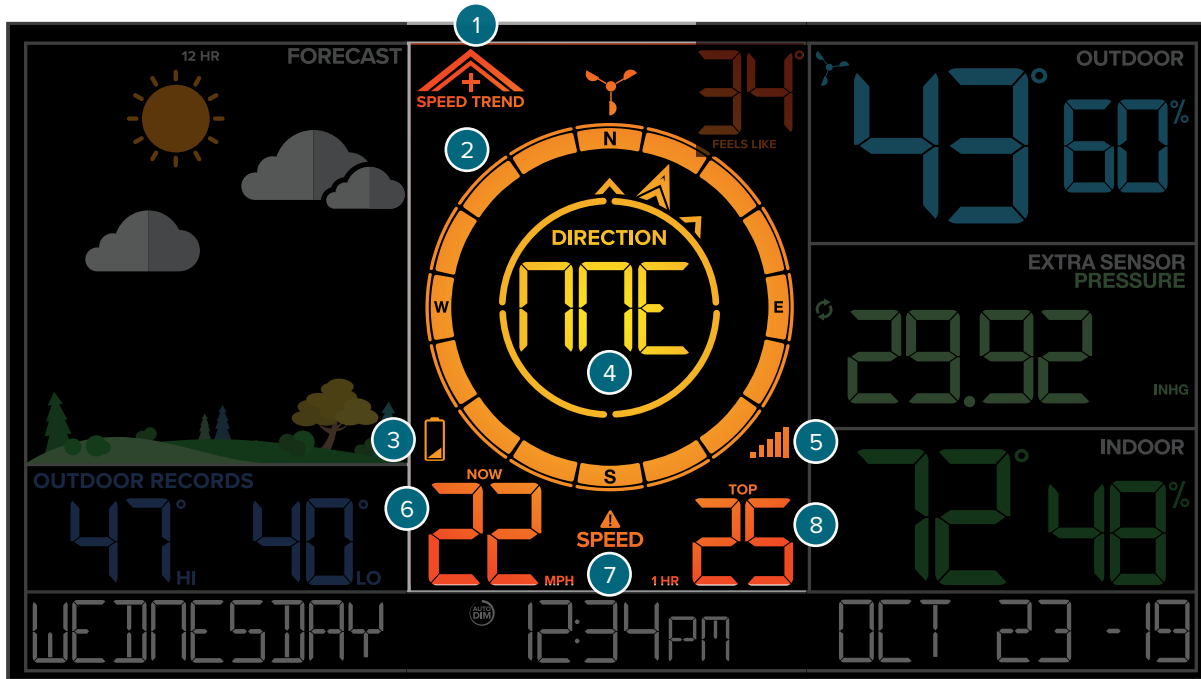 1
12 HR FORECAST
+
SPEED TREND
34°
FEELS LIKE
OUTDOOR
43° 60%
2
N
W
E
S
DIRECTION
NNE
4
EXTRA SENSOR
PRESSURE
29.92
INHG
3
5
OUTDOOR RECORDS
47° HI 40° LO
6
NOW
22 MPH
SPEED
7
TOP
1 HR 25
8
INDOOR
72° 48%
WEDNESDAY
AUTO
DIM
12:34PM
OCT 23 -19